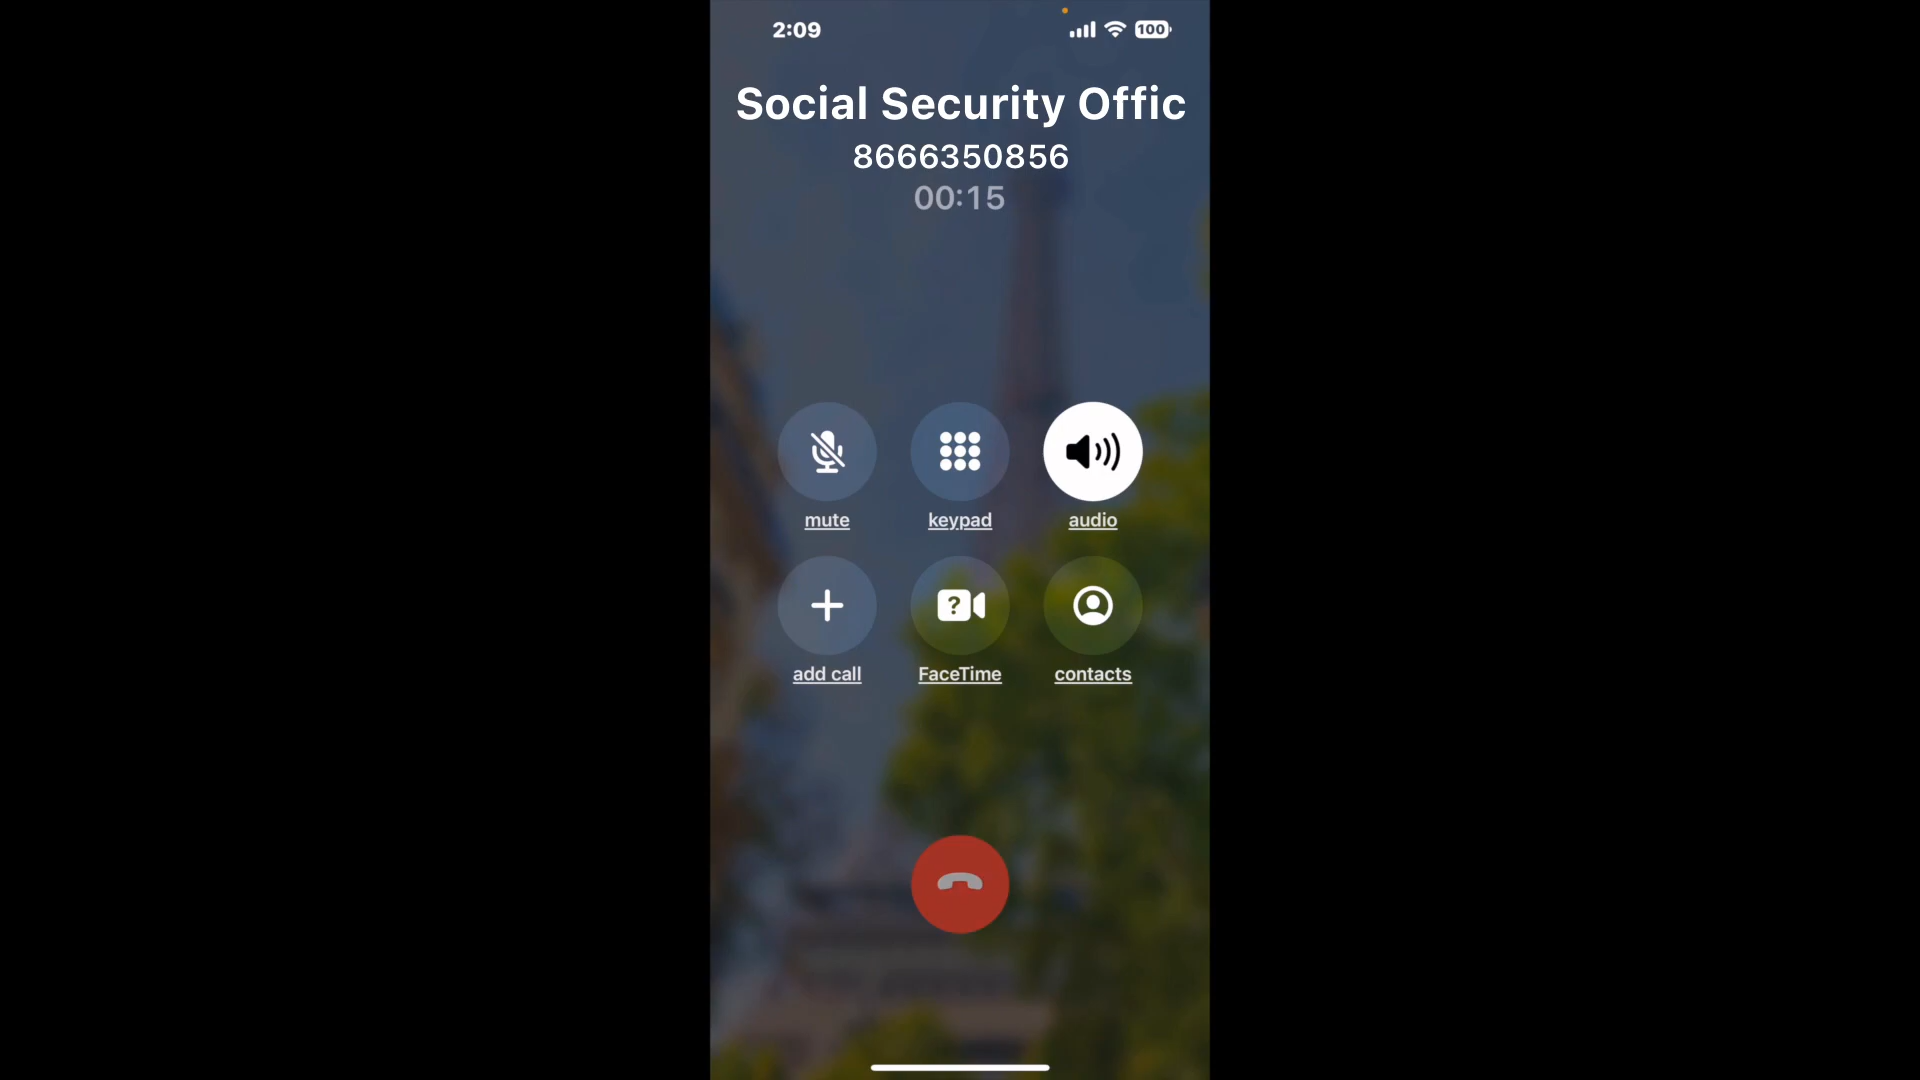 2:09
100
Social Security Offic
8666350856
00:15
mute
keypad
audio
?
add call
FaceTime
contacts